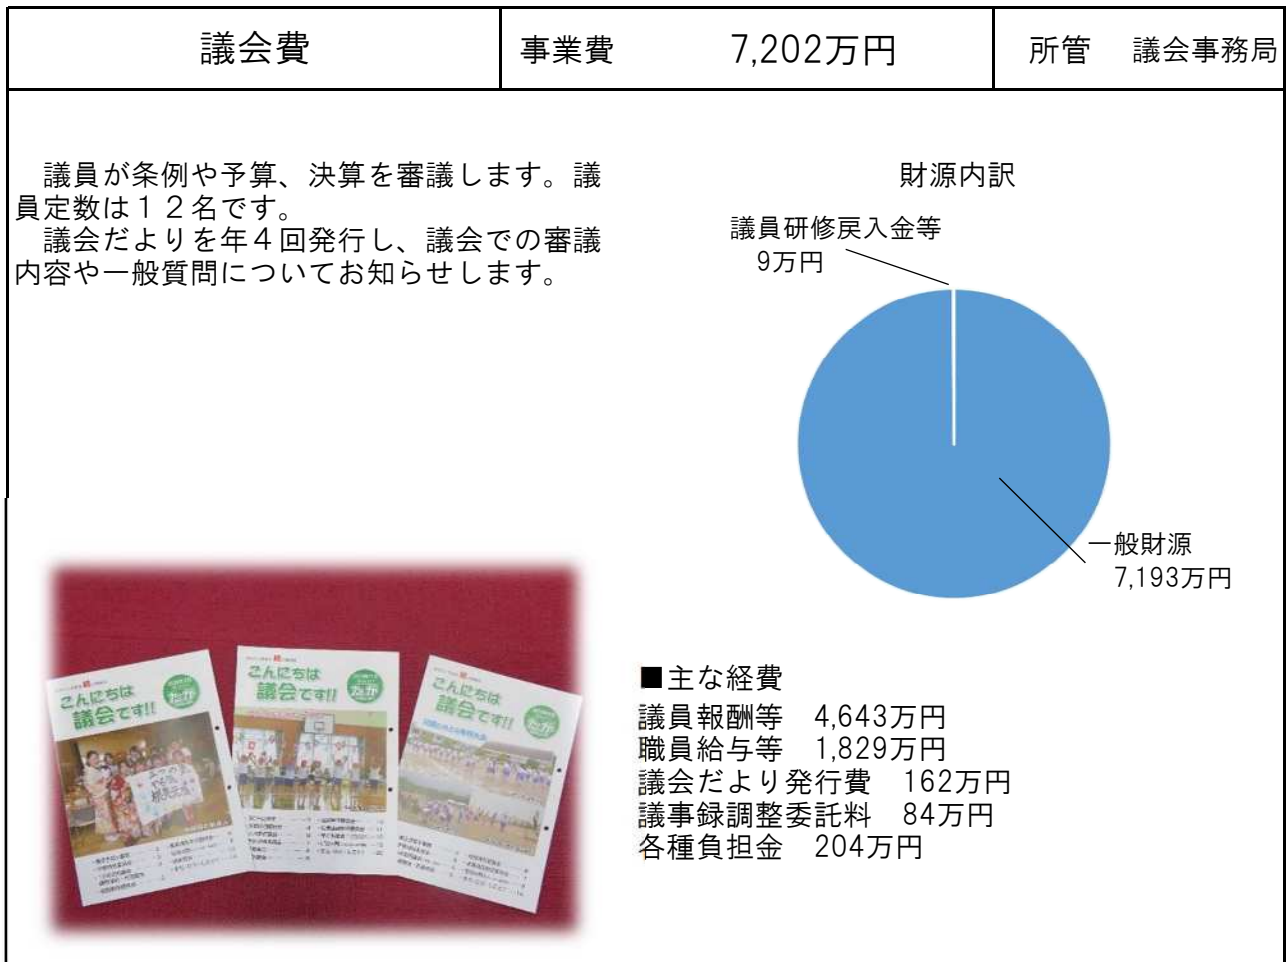 議会費
事業費　7,202万円
所管　議会事務局
議員が条例や予算、決算を審議します。議
員定数は１２名です。
議会だよりを年４回発行し、議会での審議
内容や一般質問についてお知らせします。
財源内訳
議員研修戻入金等
9万円
一般財源
7,193万円
こんにちは
議会です!!
こんにちは
議会です!!
こんにちは
議会です!!
■主な経費
議員報酬等　4,643万円
職員給与等　1,829万円
議会だより発行費　162万円
議事録調整委託料　84万円
各種負担金　204万円